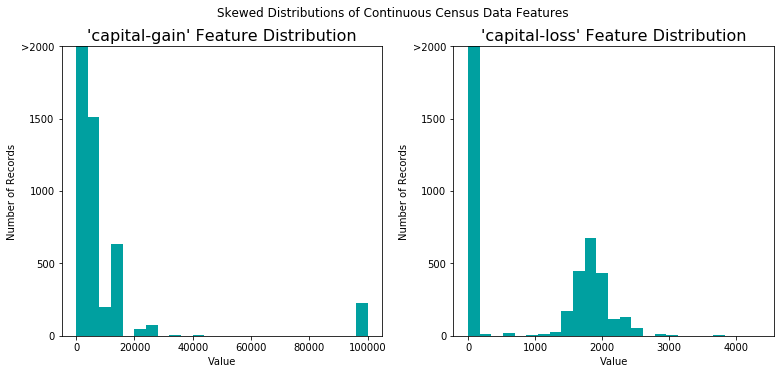 Skewed Distributions of Continuous Census Data Features
'capital-gain' Feature Distribution
>2000
1500
1000
500
0
Number of Records
0 20000 40000 60000 80000 100000
Value
'capital-loss' Feature Distribution
>2000
1500
1000
500
0
Number of Records
0 1000 2000 3000 4000
Value